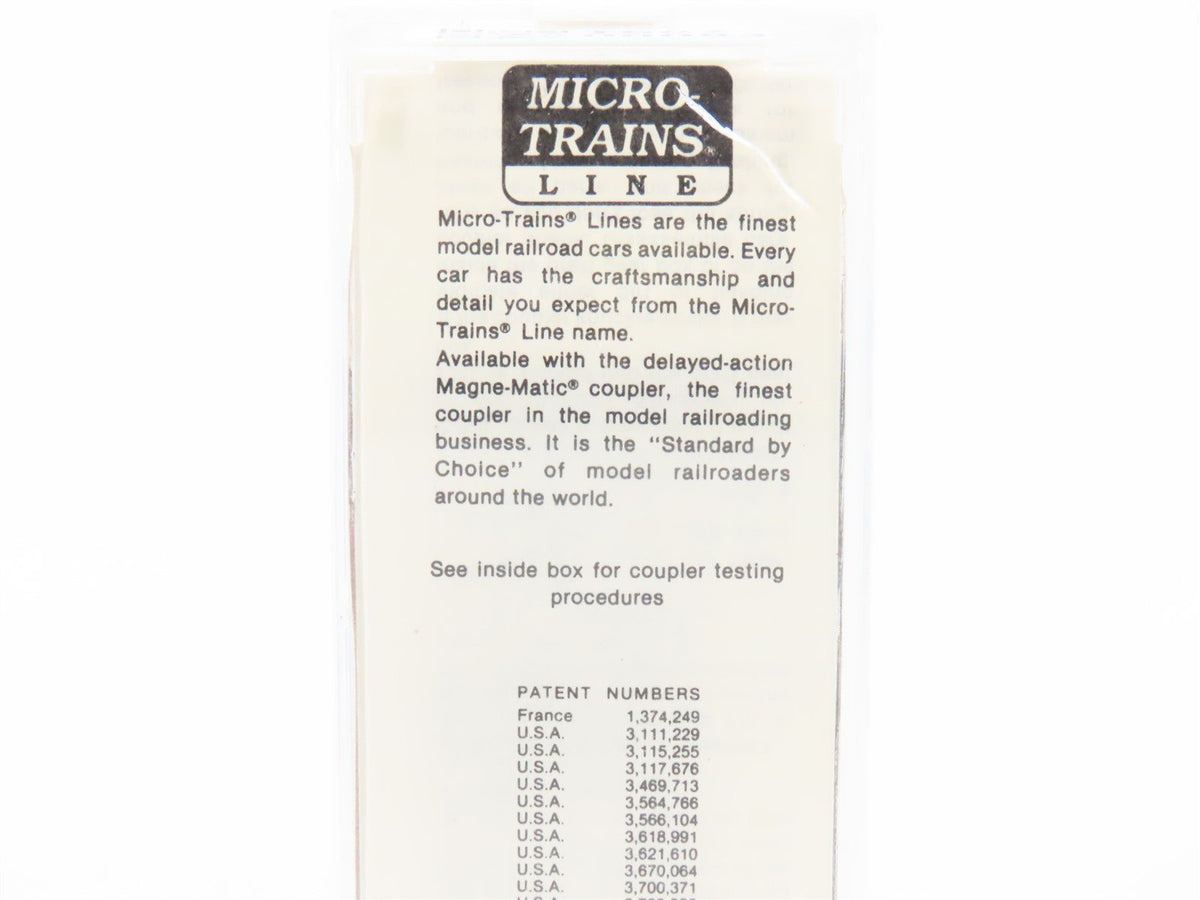 MICRO-
TRAINS®
LINE
Micro-Trains® Lines are the finest
model railroad cars available. Every
car has the craftsmanship and
detail you expect from the Micro-
Trains® Line name.
Available with the delayed-action
Magne-Matic® coupler, the finest
coupler in the model railroading
business. It is the "Standard by
Choice" of model railroaders
around the world.
See inside box for coupler testing
procedures
PATENT NUMBERS
France 1,374,249
U.S.A. 3,111,229
U.S.A. 3,115,255
U.S.A. 3,117,676
U.S.A. 3,469,713
U.S.A. 3,564,766
U.S.A. 3,566,104
U.S.A. 3,618,991
U.S.A. 3,621,610
U.S.A. 3,670,064
U.S.A. 3,700,371